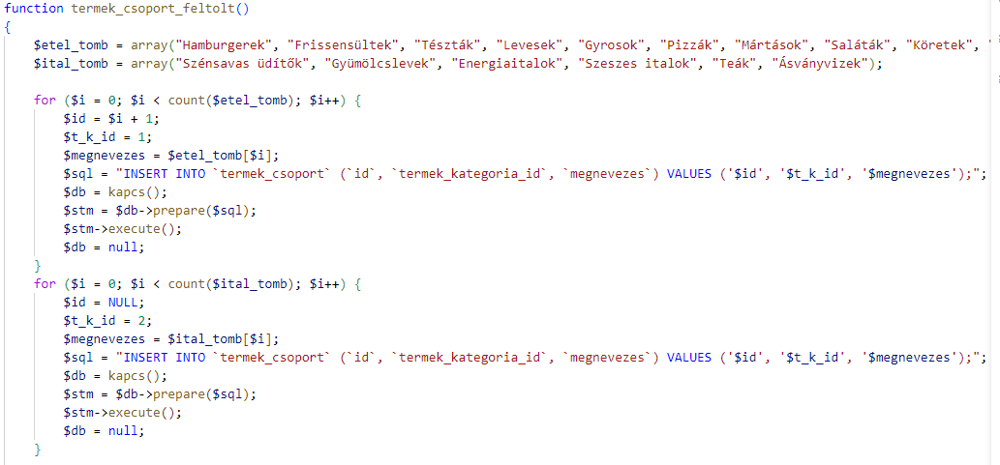 function termek_csoport_feltolt()
{
    $etel_tomb = array("Hamburgerek", "Frissensültek", "Tészták", "Levesek", "Gyrosok", "Pizzák", "Mártások", "Saláták", "Köretek", "
    $ital_tomb = array("Szénsavas üdítők", "Gyümölcslevek", "Energiaitalok", "Szeszes italok", "Teák", "Ásványvizek");
    for ($i = 0; $i < count($etel_tomb); $i++) {
        $id = $i + 1;
        $t_k_id = 1;
        $megnevezes = $etel_tomb[$i];
        $sql = "INSERT INTO `termek_csoport` (`id`, `termek_kategoria_id`, `megnevezes`) VALUES ('$id', '$t_k_id', '$megnevezes');";
        $db = kapcs();
        $stm = $db->prepare($sql);
        $stm->execute();
        $db = null;
    }
    for ($i = 0; $i < count($ital_tomb); $i++) {
        $id = NULL;
        $t_k_id = 2;
        $megnevezes = $ital_tomb[$i];
        $sql = "INSERT INTO `termek_csoport` (`id`, `termek_kategoria_id`, `megnevezes`) VALUES ('$id', '$t_k_id', '$megnevezes');";
        $db = kapcs();
        $stm = $db->prepare($sql);
        $stm->execute();
        $db = null;
    }